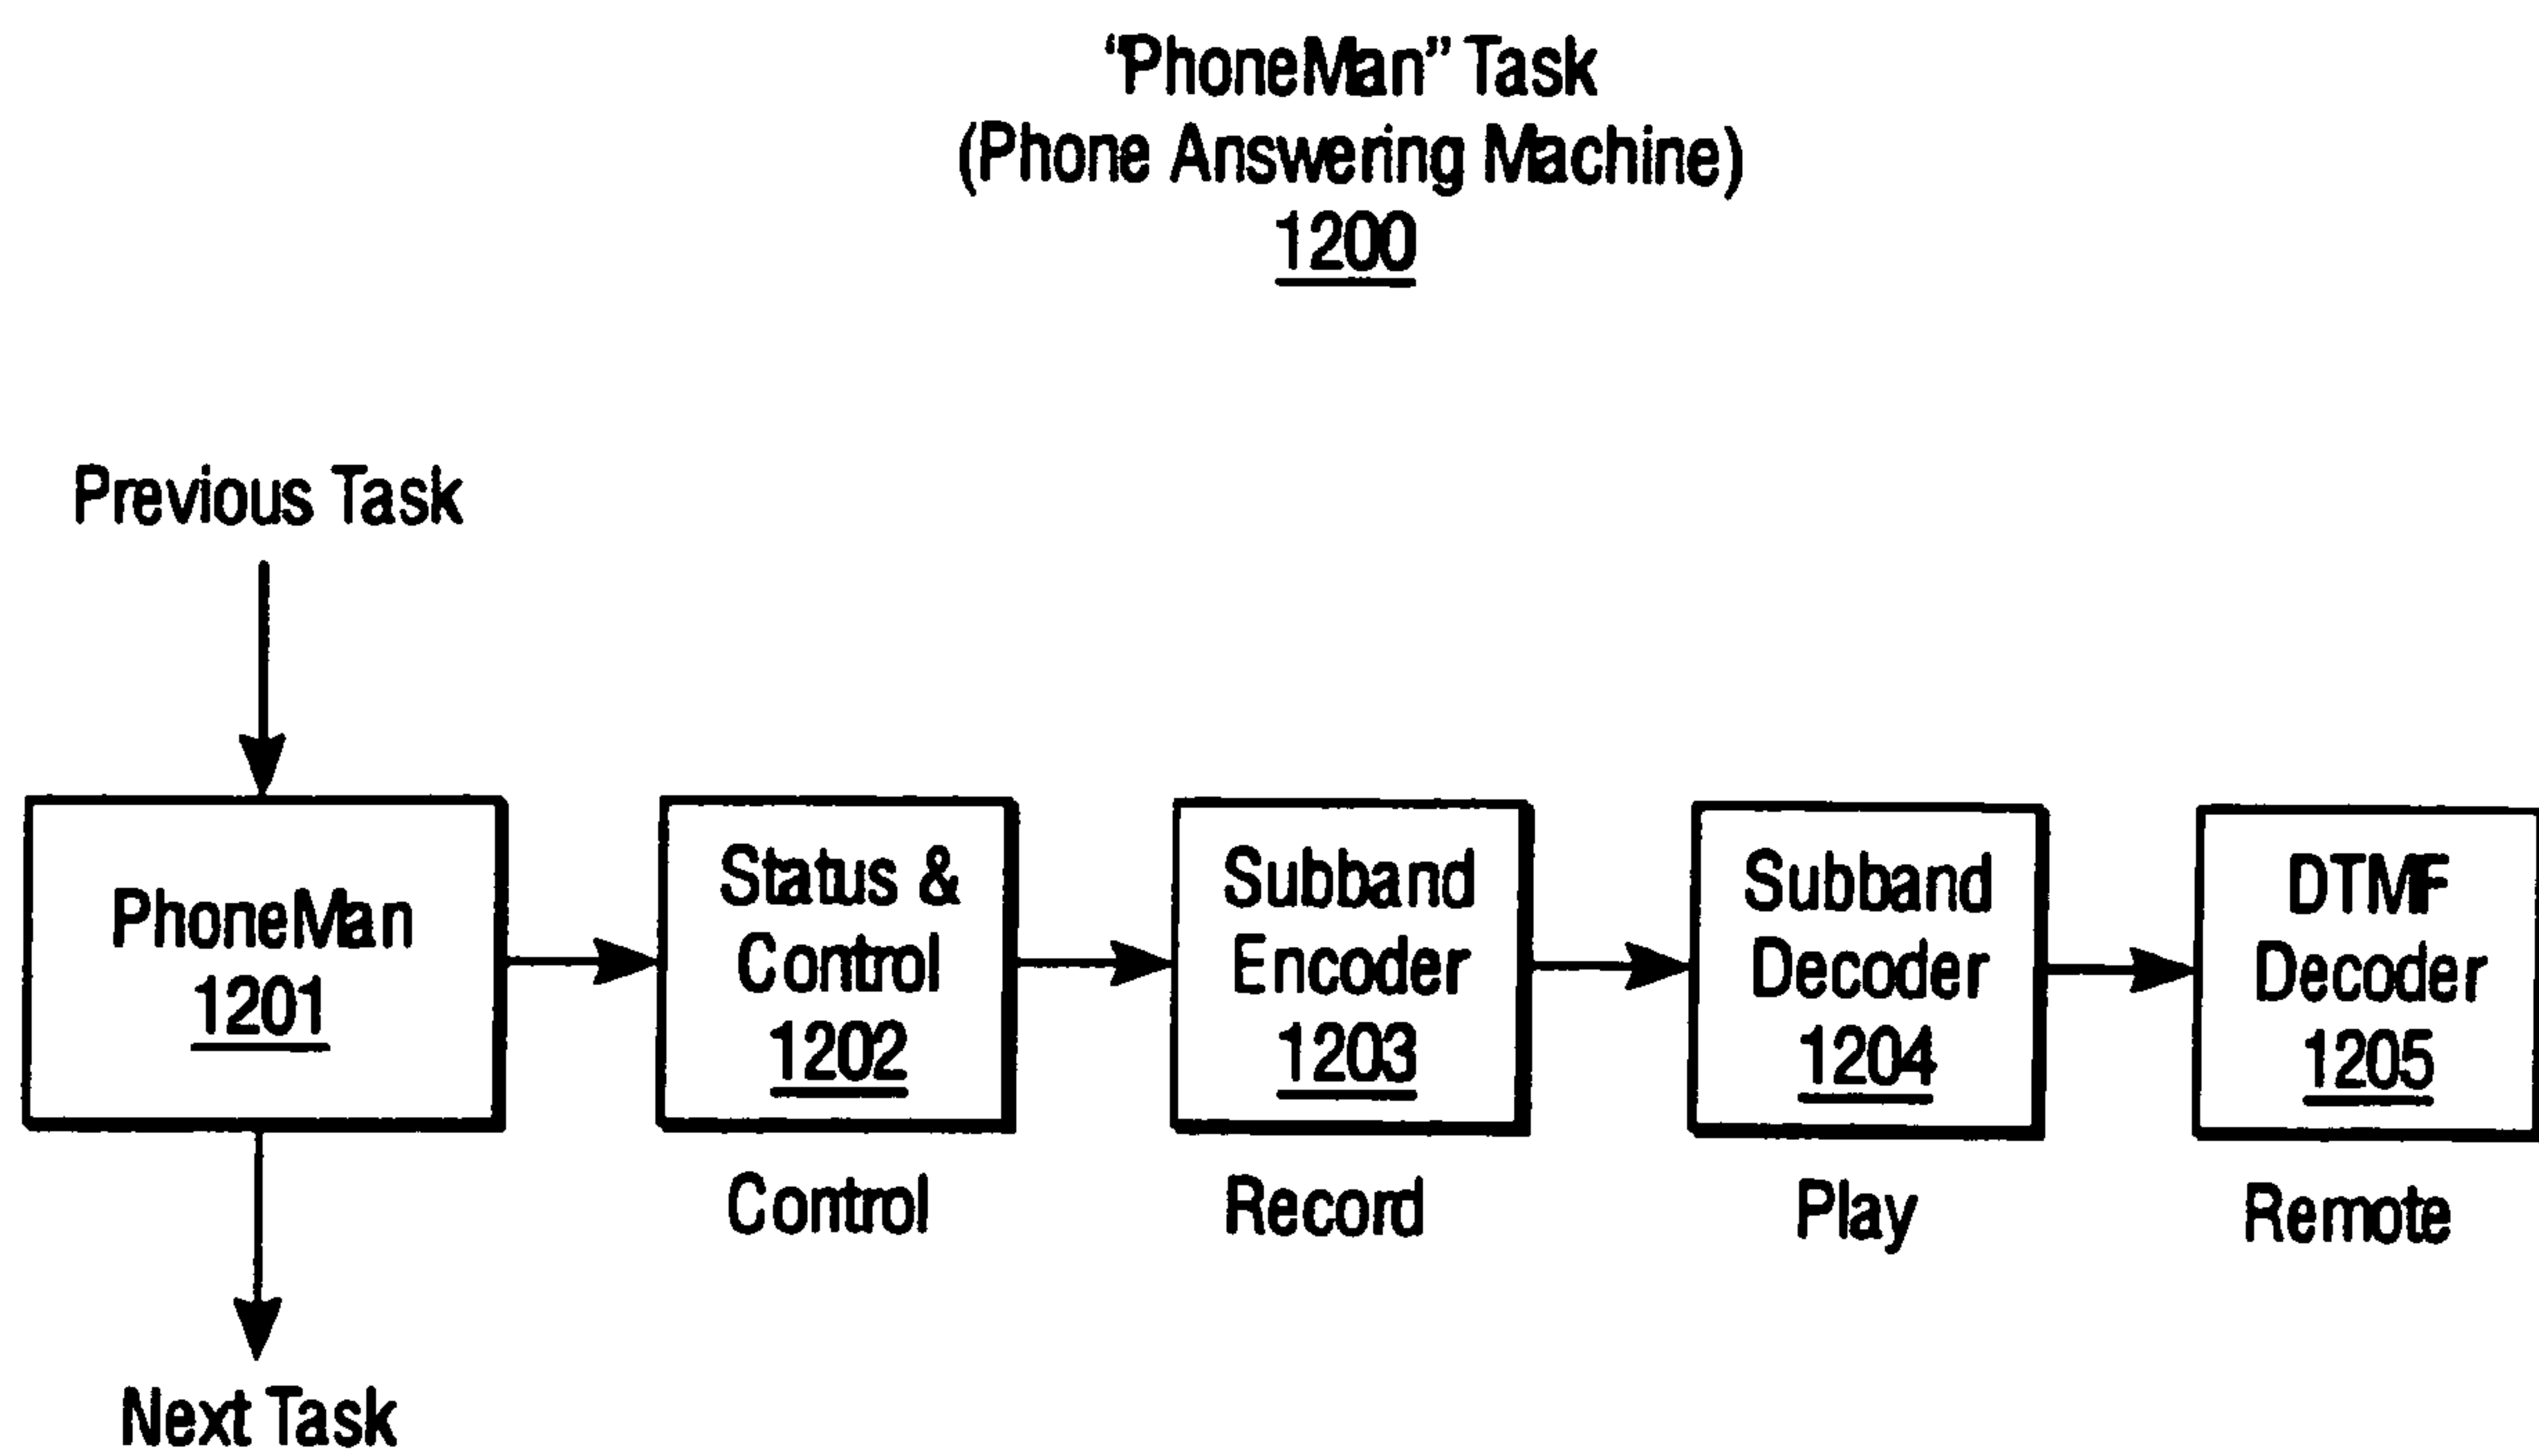 “PhoneMan” Task
(Phone Answering Machine)
1200
Previous Task
PhoneMan
1201
Status &
Control
1202
Control
Subband
Encoder
1203
Record
Subband
Decoder
1204
Play
DTMF
Decoder
1205
Remote
Next Task